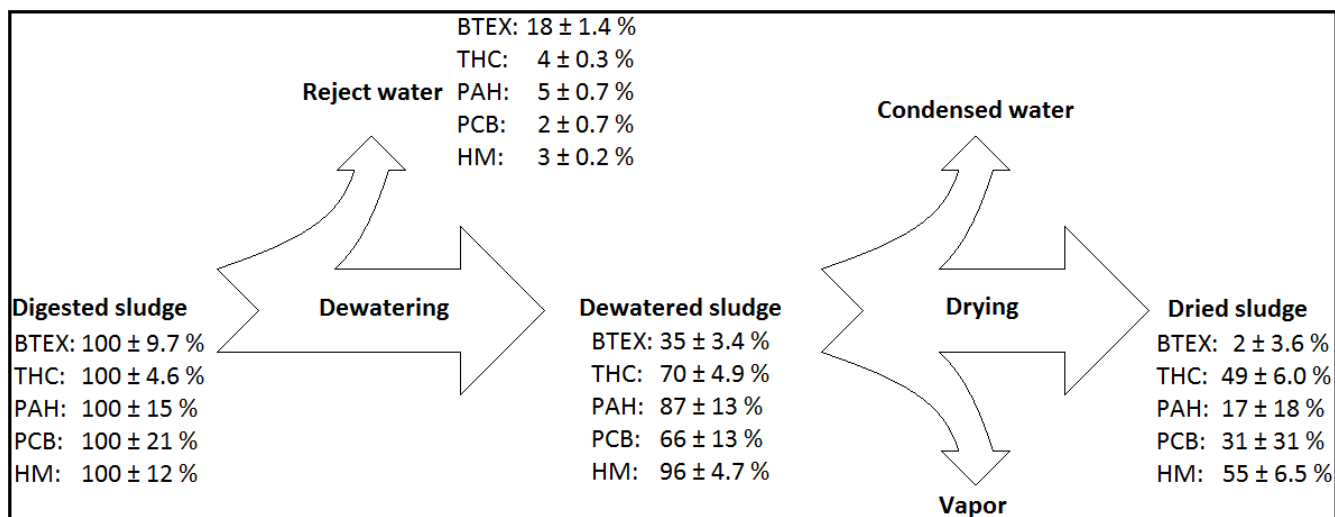 BTEX: 18 ± 1.4 %
THC: 4 ± 0.3 %
Reject water PAH: 5 ± 0.7 %
PCB: 2 ± 0.7 %
HM: 3 ± 0.2 %
Condensed water
Digested sludge
BTEX: 100 ± 9.7 %
THC: 100 ± 4.6 %
PAH: 100 ± 15 %
PCB: 100 ± 21 %
HM: 100 ± 12 %
Dewatering
Dewatered sludge
BTEX: 35 ± 3.4 %
THC: 70 ± 4.9 %
PAH: 87 ± 13 %
PCB: 66 ± 13 %
HM: 96 ± 4.7 %
Drying
Dried sludge
BTEX: 2 ± 3.6 %
THC: 49 ± 6.0 %
PAH: 17 ± 18 %
PCB: 31 ± 31 %
HM: 55 ± 6.5 %
Vapor